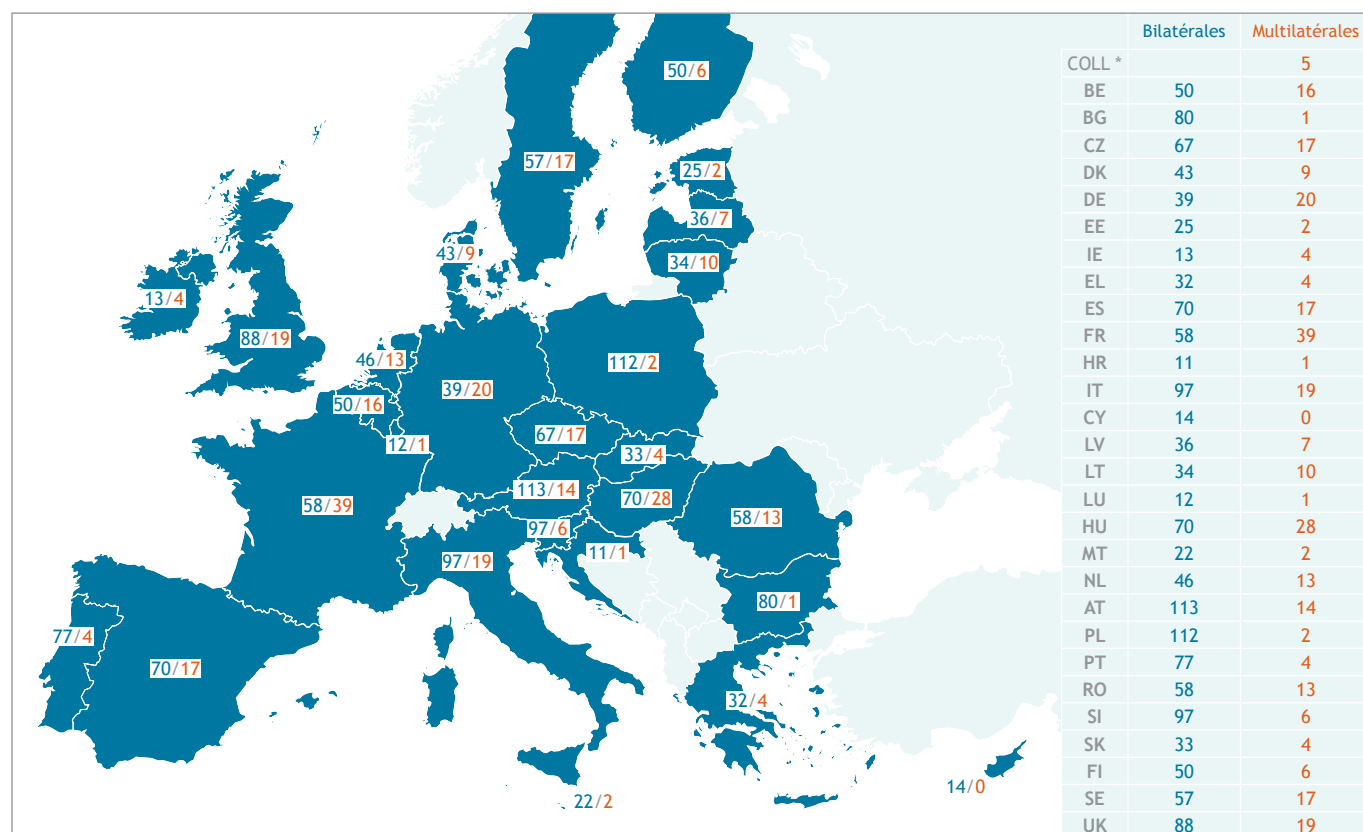 Bilatérales Multilatérales
COLL * 5
BE 50 16
BG 80 1
CZ 67 17
DK 43 9
DE 39 20
EE 25 2
IE 13 4
EL 32 4
ES 70 17
FR 58 39
HR 11 1
IT 97 19
CY 14 0
LV 36 7
LT 34 10
LU 12 1
HU 70 28
MT 22 2
NL 46 13
AT 113 14
PL 112 2
PT 77 4
RO 58 13
SI 97 6
SK 33 4
FI 50 6
SE 57 17
UK 88 19
50/6
57/17
25/2
36/7
43/9
34/10
13/4
88/19
46/13
112/2
39/20
50/16
67/17
12/1
33/4
113/14
70/28
58/39
58/13
97/6
11/1
97/19
80/1
77/4
70/17
32/4
14/0
22/2